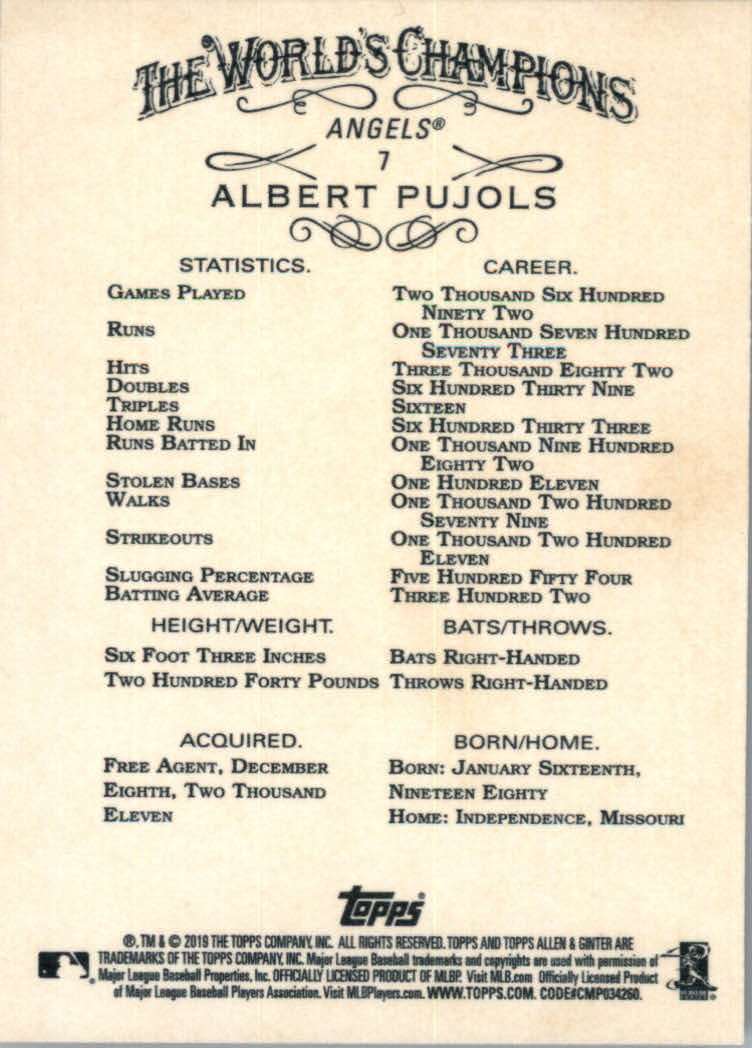 THE WORLD'S CHAMPIONS
ANGELS®
7
ALBERT PUJOLS
STATISTICS. CAREER.
GAMES PLAYED TWO THOUSAND SIX HUNDRED
NINETY TWO
RUNS ONE THOUSAND SEVEN HUNDRED
SEVENTY THREE
HITS THREE THOUSAND EIGHTY TWO
DOUBLES SIX HUNDRED THIRTY NINE
TRIPLES SIXTEEN
HOME RUNS SIX HUNDRED THIRTY THREE
RUNS BATTED IN ONE THOUSAND NINE HUNDRED
EIGHTY TWO
STOLEN BASES ONE HUNDRED ELEVEN
WALKS ONE THOUSAND TWO HUNDRED
SEVENTY NINE
STRIKEOUTS ONE THOUSAND TWO HUNDRED
ELEVEN
SLUGGING PERCENTAGE FIVE HUNDRED FIFTY FOUR
BATTING AVERAGE THREE HUNDRED TWO
HEIGHT/WEIGHT. BATS/THROWS.
SIX FOOT THREE INCHES BATS RIGHT-HANDED
TWO HUNDRED FORTY POUNDS THROWS RIGHT-HANDED
ACQUIRED. BORN/HOME.
FREE AGENT, DECEMBER BORN: JANUARY SIXTEENTH,
EIGHTH, TWO THOUSAND NINETEEN EIGHTY
ELEVEN HOME: INDEPENDENCE, MISSOURI
topps®
®, TM & © 2019 THE TOPPS COMPANY, INC. ALL RIGHTS RESERVED. TOPPS AND TOPPS ALLEN & GINTER ARE
TRADEMARKS OF THE TOPPS COMPANY, INC. Major League Baseball trademarks and copyrights are used with permission of
Major League Baseball Properties, Inc. OFFICIALLY LICENSED PRODUCT OF MLBP. Visit MLB.com Officially Licensed Product
of Major League Baseball Players Association. Visit MLBPlayers.com. WWW.TOPPS.COM. CODE#CMP034260.